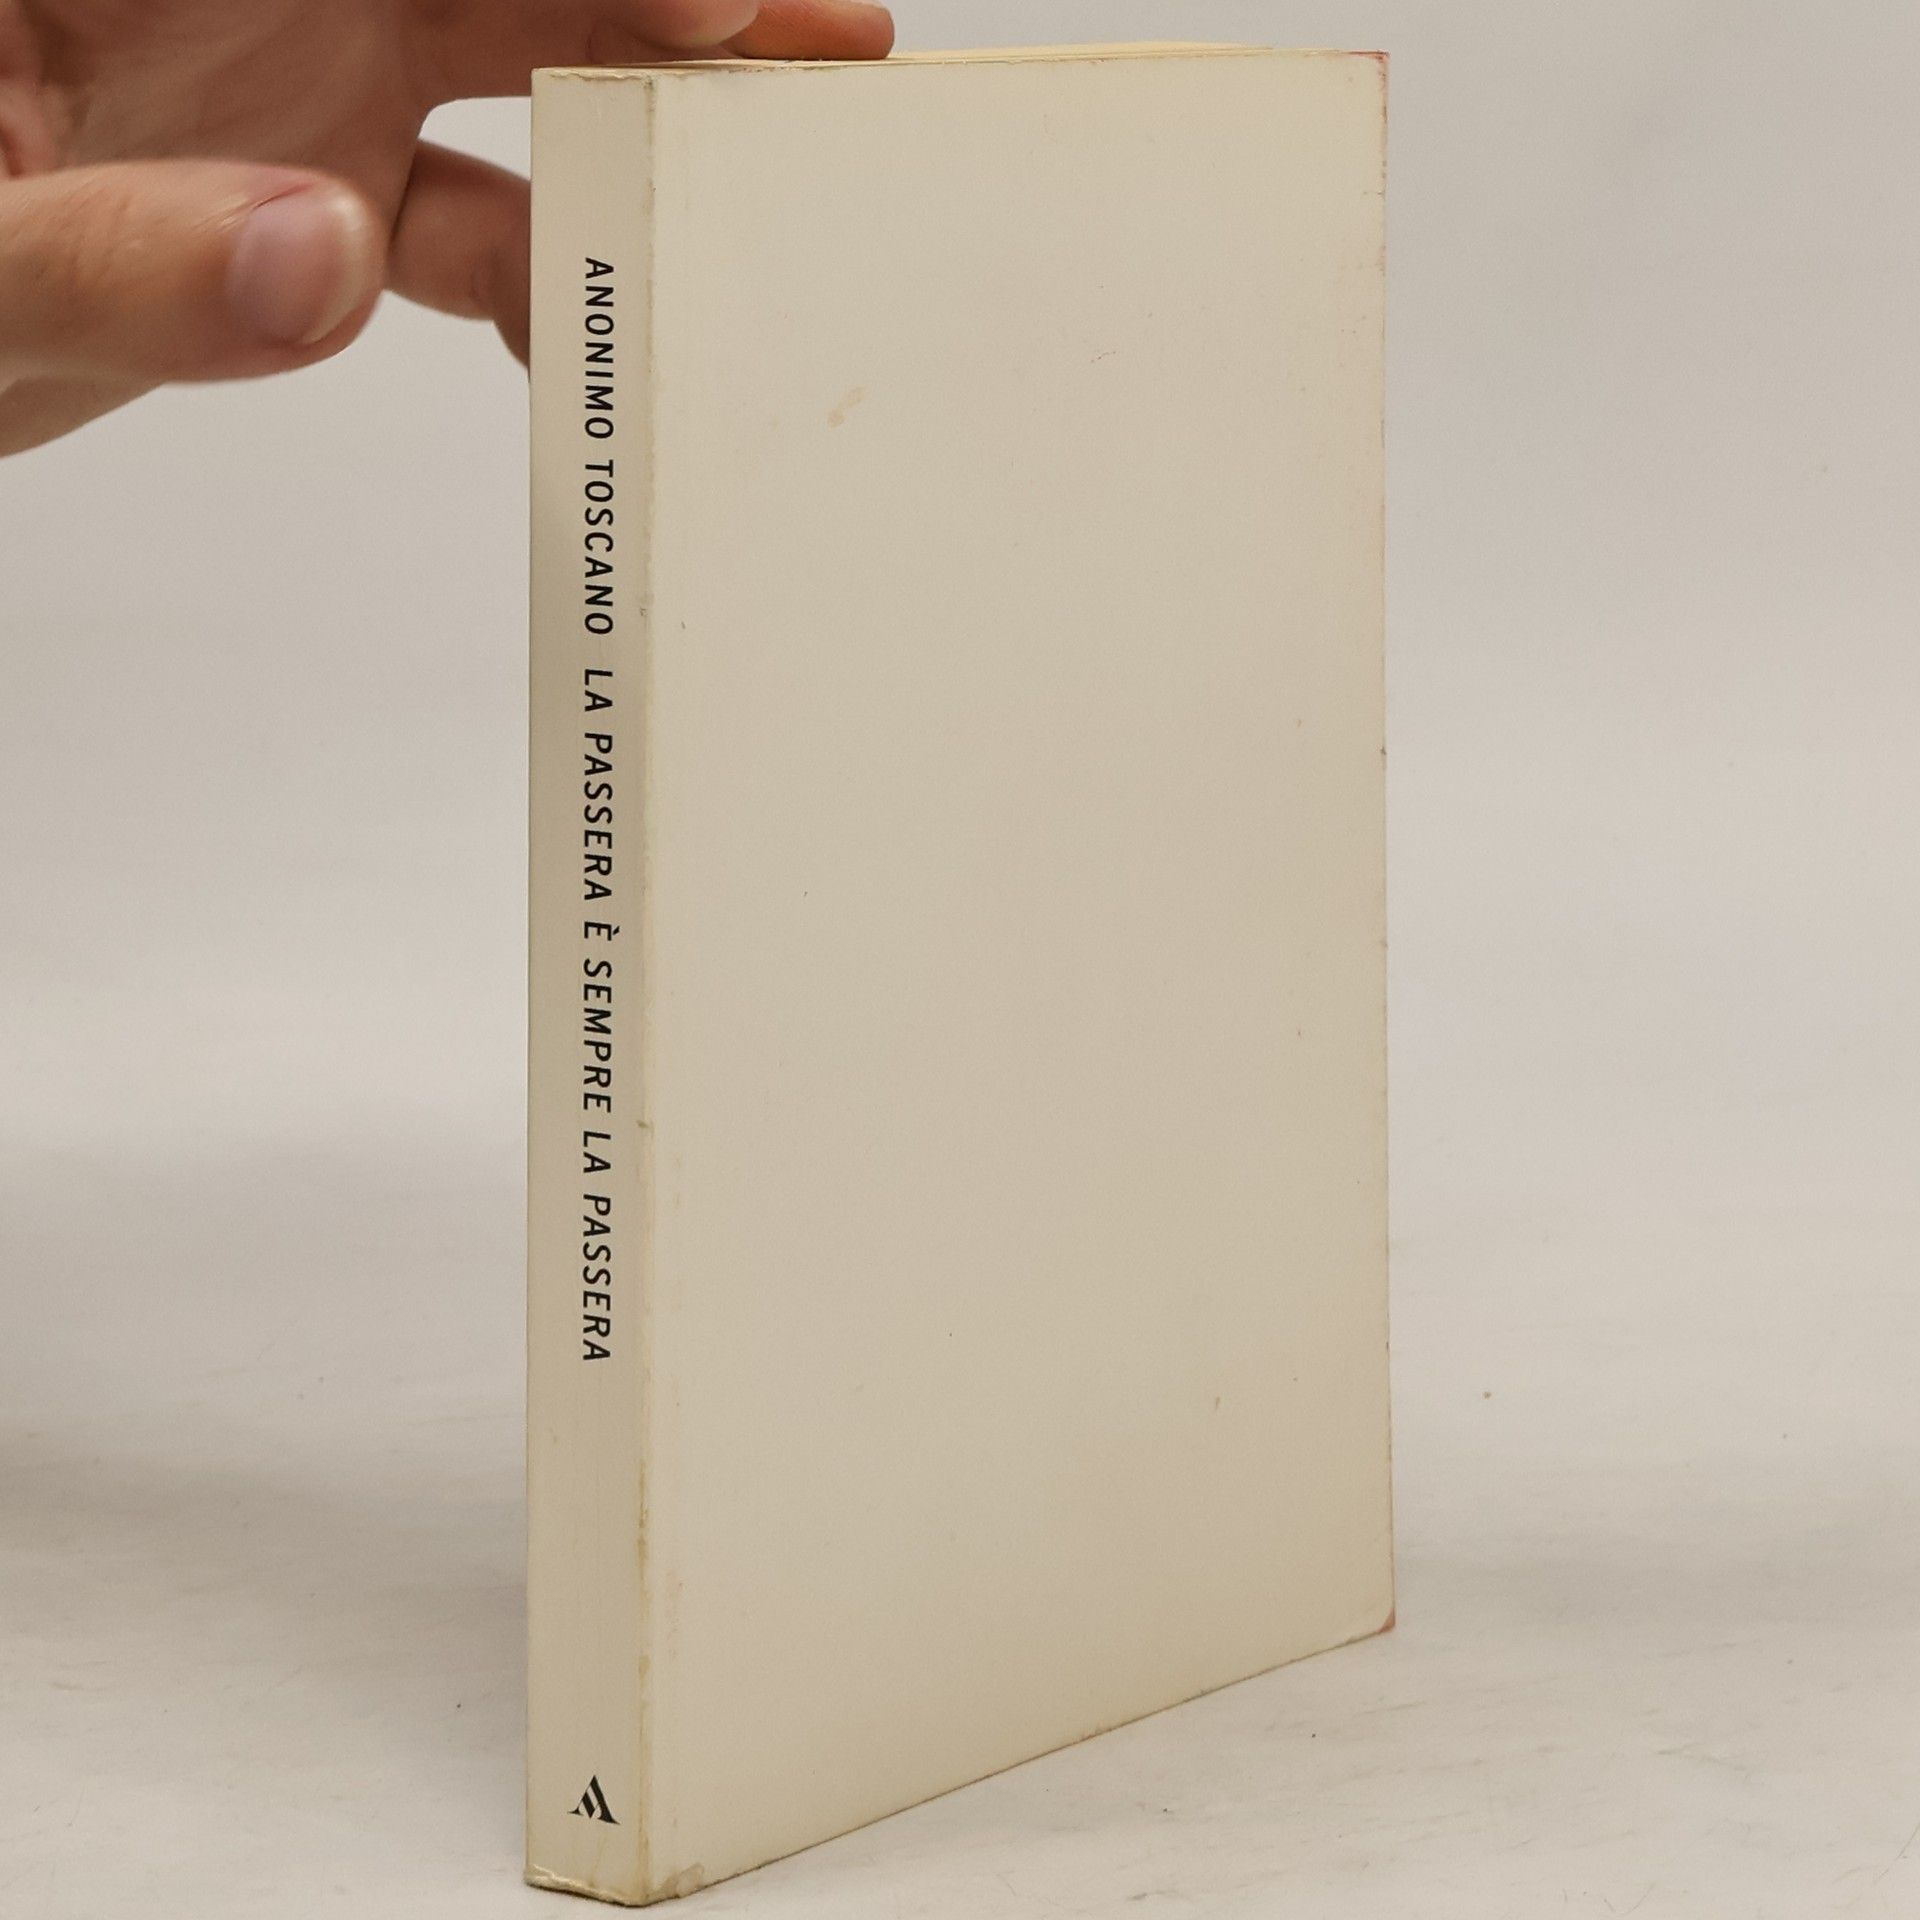 ANONIMO TOSCANO LA PASSERA È SEMPRE LA PASSERA